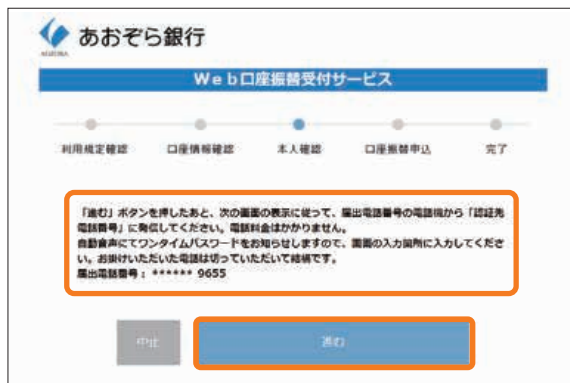 あおぞら銀行
AOZORA
Ｗｅｂ口座振替受付サービス
利用規定確認 口座情報確認 本人確認 口座振替申込 完了
「進む」ボタンを押したあと、次の画面の表示に従って、届出電話番号の電話機から「認証先
電話番号」に発信してください。電話料金はかかりません。
自動音声にてワンタイムパスワードをお知らせしますので、画面の入力箇所に入力してくださ
い。お掛けいただいた電話は切っていただいて結構です。
届出電話番号：****** 9655
中止 進む